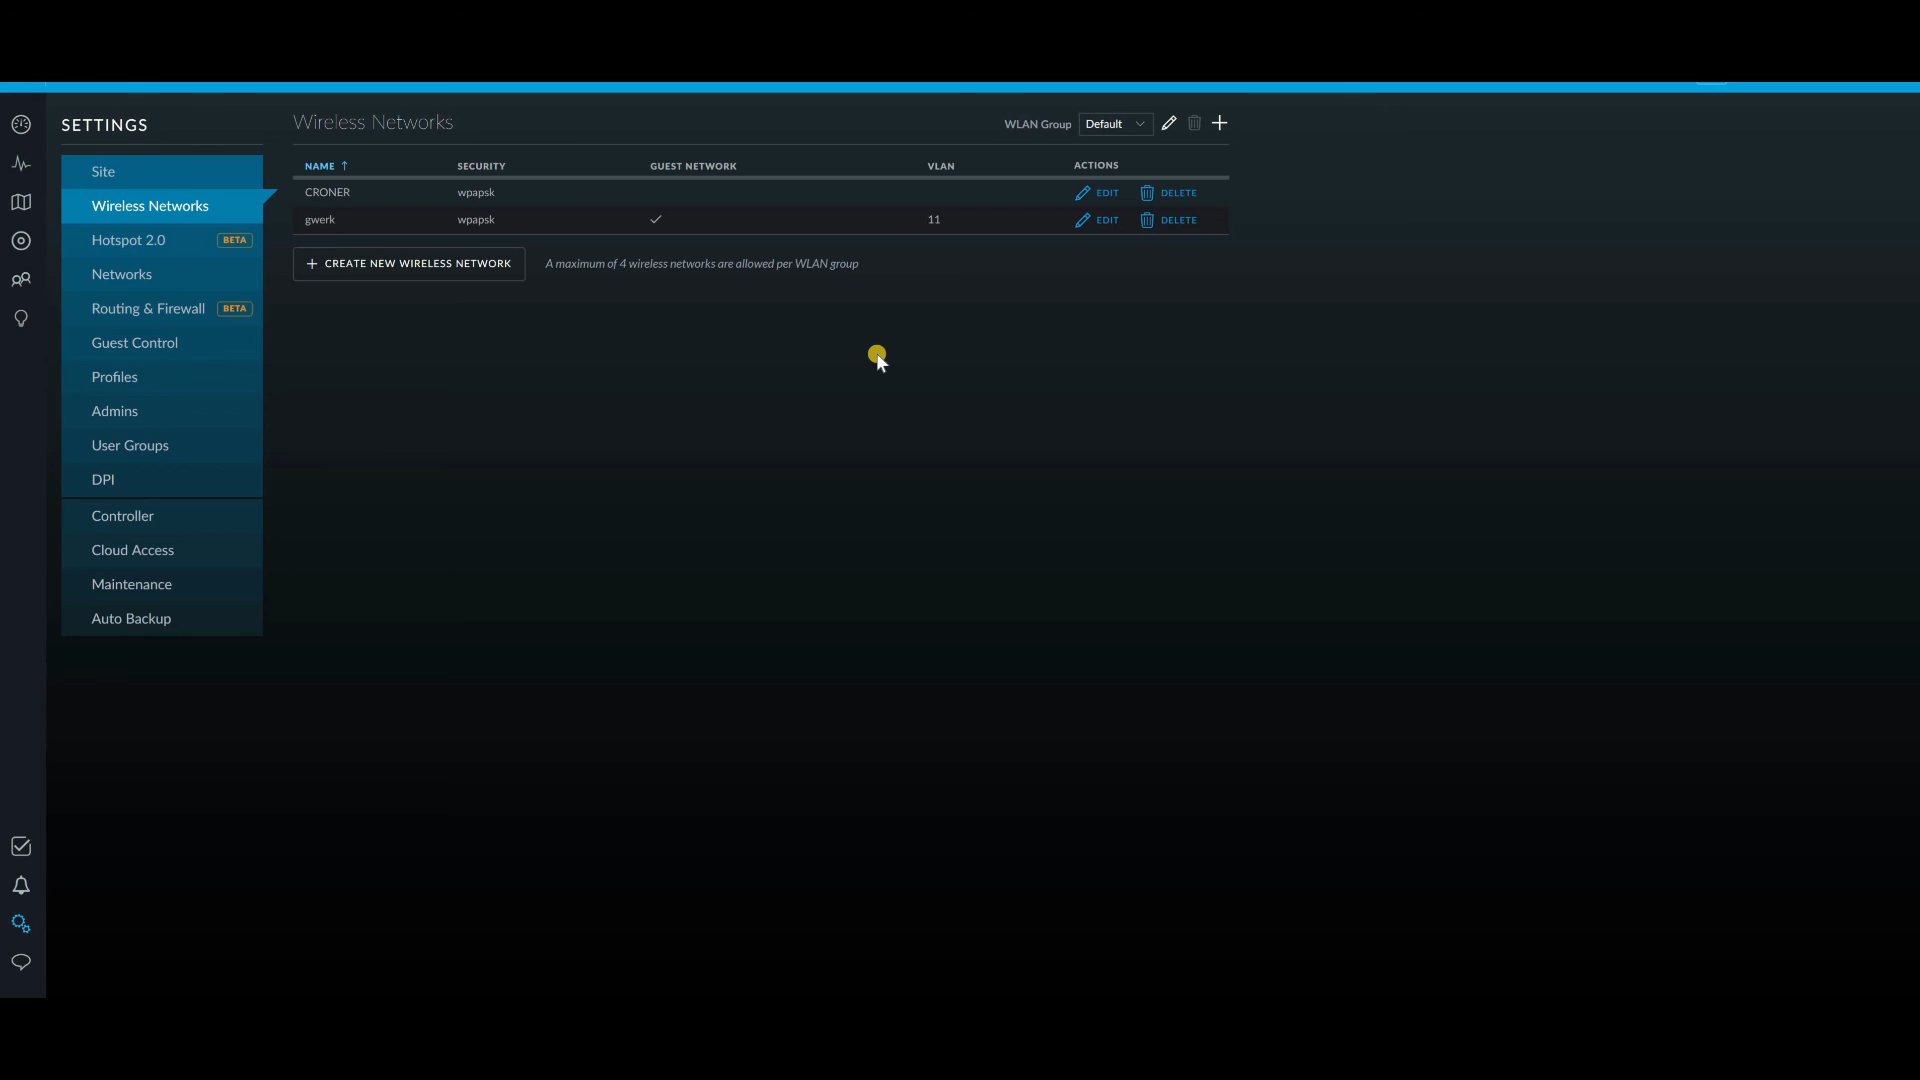 SETTINGS
Site
Wireless Networks
Hotspot 2.0 BETA
Networks
Routing & Firewall BETA
Guest Control
Profiles
Admins
User Groups
DPI
Controller
Cloud Access
Maintenance
Auto Backup
Wireless Networks
WLAN Group Default
NAME ↑ SECURITY GUEST NETWORK VLAN ACTIONS
CRONER wpapsk EDIT DELETE
gwerk wpapsk ✓ 11 EDIT DELETE
+ CREATE NEW WIRELESS NETWORK A maximum of 4 wireless networks are allowed per WLAN group